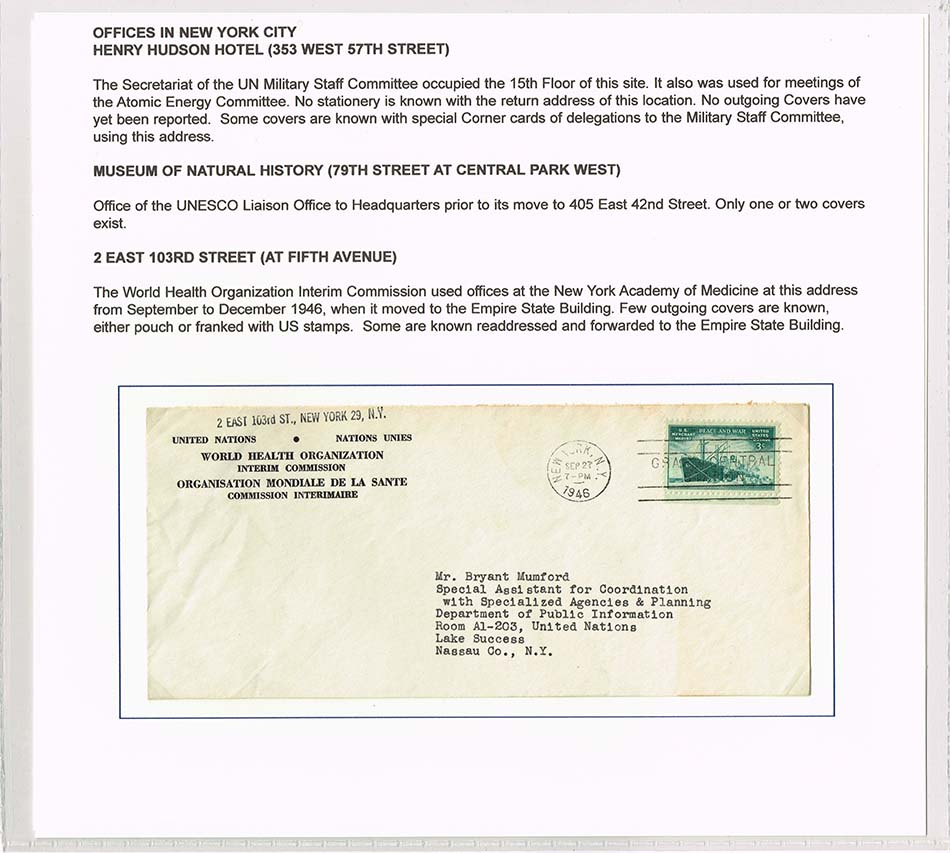 OFFICES IN NEW YORK CITY
HENRY HUDSON HOTEL (353 WEST 57TH STREET)
The Secretariat of the UN Military Staff Committee occupied the 15th Floor of this site. It also was used for meetings of
the Atomic Energy Committee. No stationery is known with the return address of this location. No outgoing Covers have
yet been reported.  Some covers are known with special Corner cards of delegations to the Military Staff Committee,
using this address.
MUSEUM OF NATURAL HISTORY (79TH STREET AT CENTRAL PARK WEST)
Office of the UNESCO Liaison Office to Headquarters prior to its move to 405 East 42nd Street. Only one or two covers
exist.
2 EAST 103RD STREET (AT FIFTH AVENUE)
The World Health Organization Interim Commission used offices at the New York Academy of Medicine at this address
from September to December 1946, when it moved to the Empire State Building. Few outgoing covers are known,
either pouch or franked with US stamps.  Some are known readdressed and forwarded to the Empire State Building.
2 EAST 103rd ST., NEW YORK 29, N.Y.
UNITED NATIONS ● NATIONS UNIES
WORLD HEALTH ORGANIZATION
INTERIM COMMISSION
ORGANISATION MONDIALE DE LA SANTE
COMMISSION INTERIMAIRE
NEW YORK, N.Y.
SEP 27
7-PM
1946
U.S. MERCHANT MARINE
PEACE AND WAR
UNITED STATES
3¢
GRAND CENTRAL
Mr. Bryant Mumford
Special Assistant for Coordination
with Specialized Agencies & Planning
Department of Public Information
Room A1-203, United Nations
Lake Success
Nassau Co., N.Y.